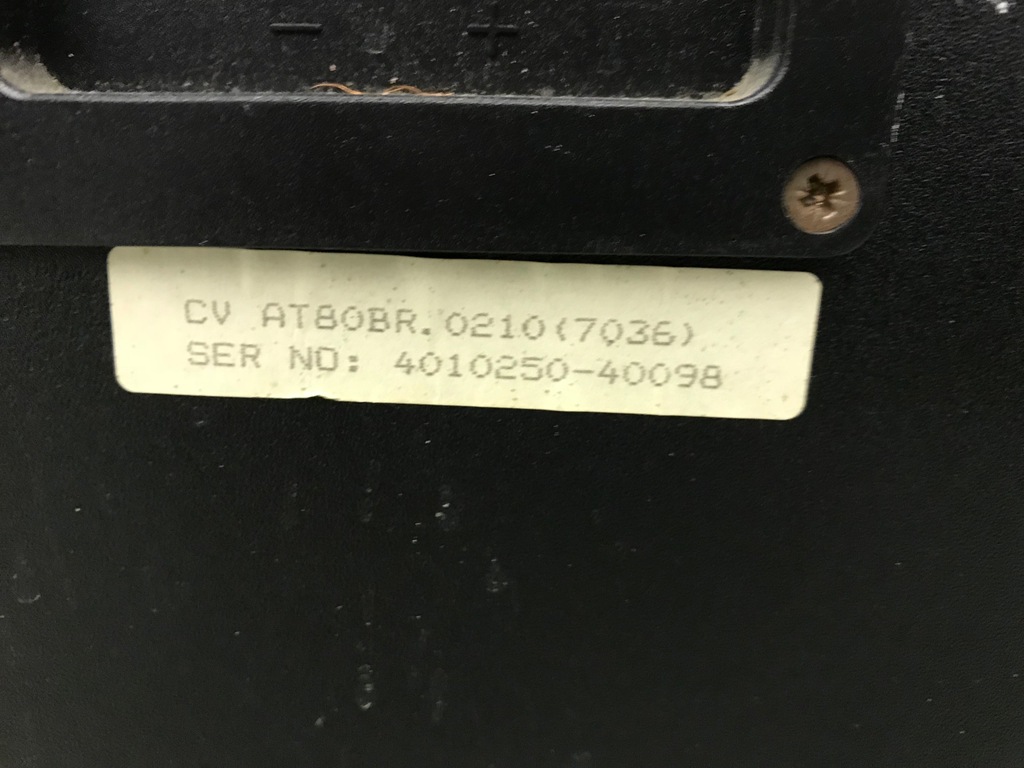 - +
CV AT80BR.0210(7036)
SER NO: 4010250-40098